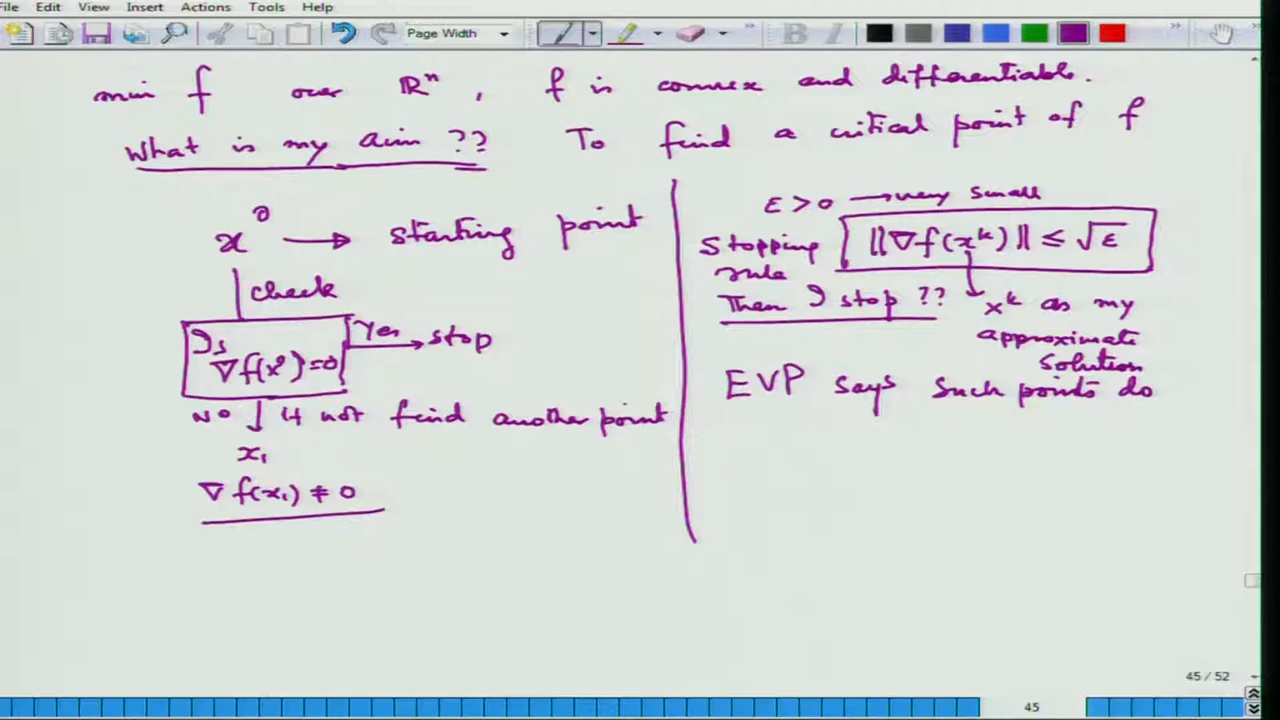 File Edit View Insert Actions Tools Help
Page Width
min f over ℝⁿ, f is convex and differentiable.
What is my aim ?? To find a critical point of f
x⁰ → starting point
check
Is ∇f(x⁰)=0
Yes → stop
No ↓ If not find another point
x₁
∇f(x₁) ≠ 0
ε > 0 → very small
Stopping rule
‖∇f(xᵏ)‖ ≤ √ε
Then I stop ??
xᵏ as my
approximate
solution
EVP says such points do
45 / 52
45